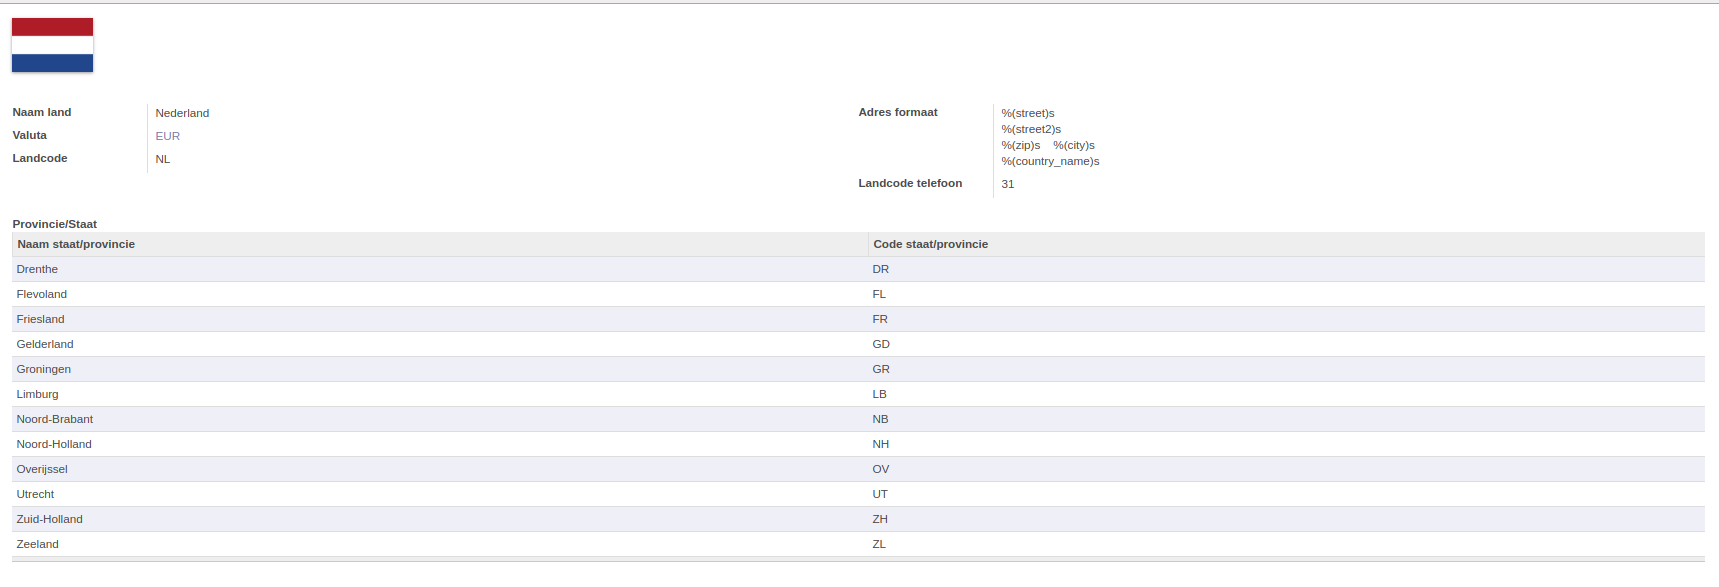 Naam land Nederland
Valuta EUR
Landcode NL
Adres formaat %(street)s
%(street2)s
%(zip)s %(city)s
%(country_name)s
Landcode telefoon 31
Provincie/Staat
Naam staat/provincie Code staat/provincie
Drenthe DR
Flevoland FL
Friesland FR
Gelderland GD
Groningen GR
Limburg LB
Noord-Brabant NB
Noord-Holland NH
Overijssel OV
Utrecht UT
Zuid-Holland ZH
Zeeland ZL